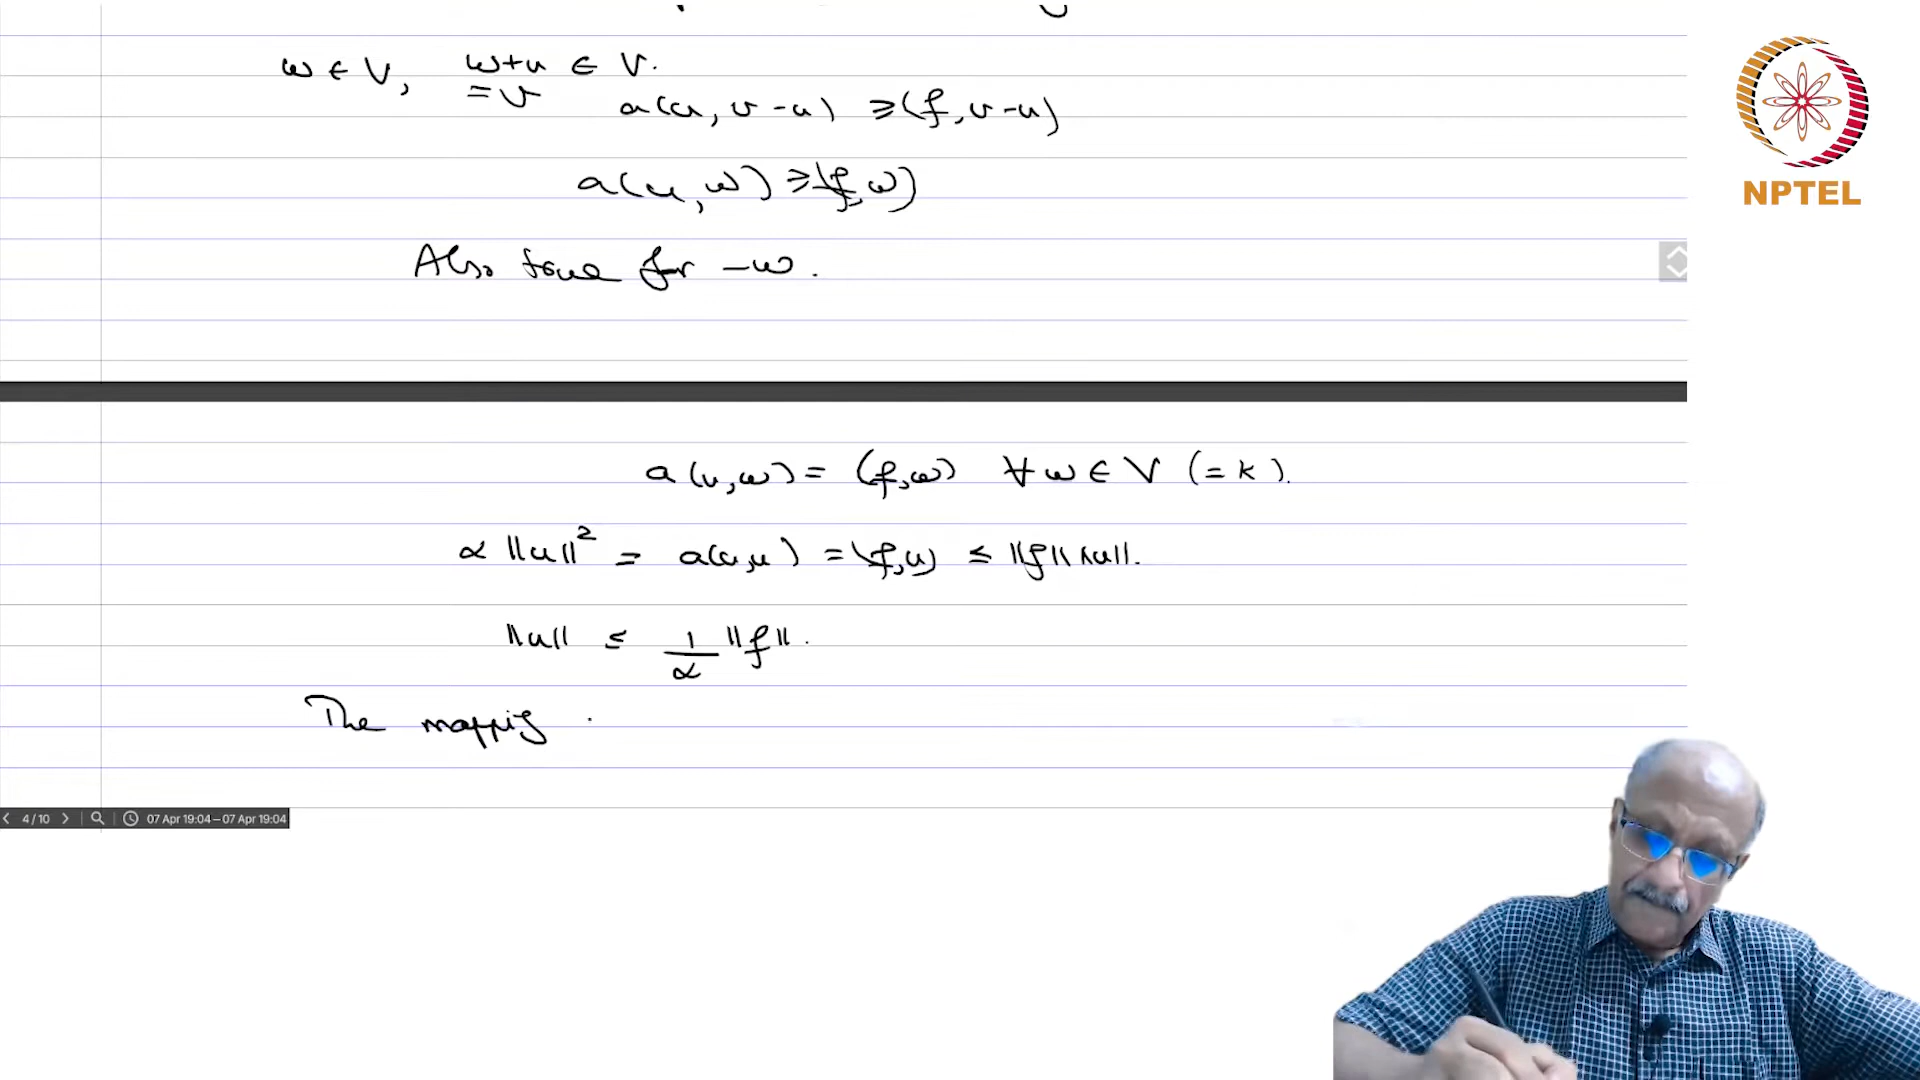 w ∈ V, w+u ∈ V.
= v
a(u, v-u) ≥ (f, v-u)
NPTEL
a(u, w) ≥ (f, w)
Also true for -w.
a(u, w) = (f, w) ∀ w ∈ V (= K).
α ||u||² = a(u,u) = (f,u) ≤ ||f|| ||u||.
||u|| ≤ 1/α ||f||.
The mapping
4/10 07 Apr 19:04 – 07 Apr 19:04